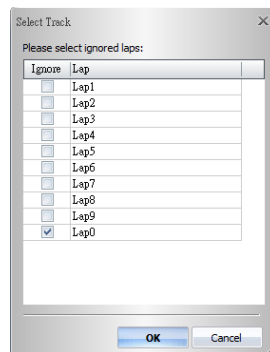 Select Track
Please select ignored laps:
Ignore Lap
Lap1
Lap2
Lap3
Lap4
Lap5
Lap6
Lap7
Lap8
Lap9
Lap0
OK Cancel